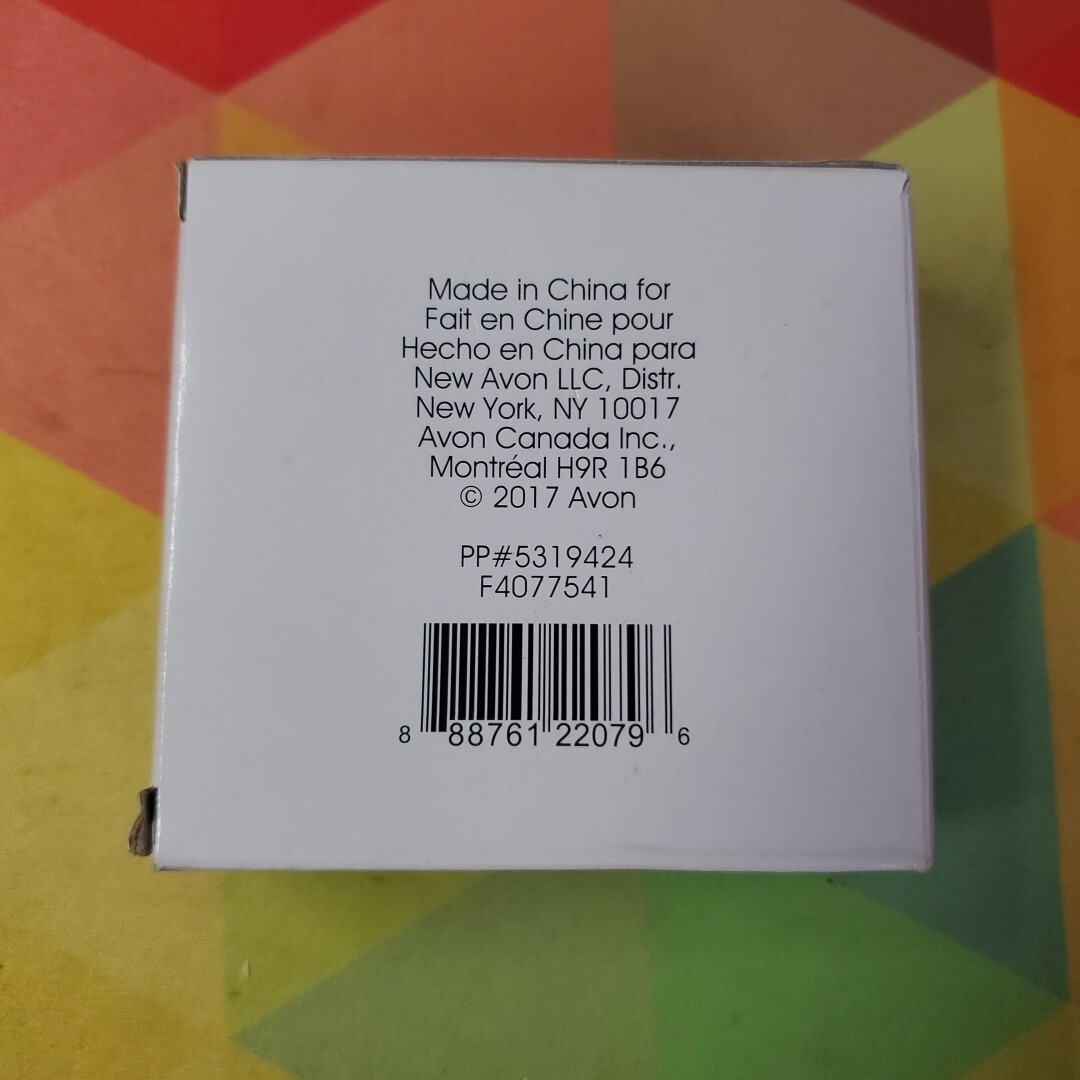 Made in China for
Fait en Chine pour
Hecho en China para
New Avon LLC, Distr.
New York, NY 10017
Avon Canada Inc.,
Montréal H9R 1B6
© 2017 Avon
PP#5319424
F4077541
8 88761 22079 6